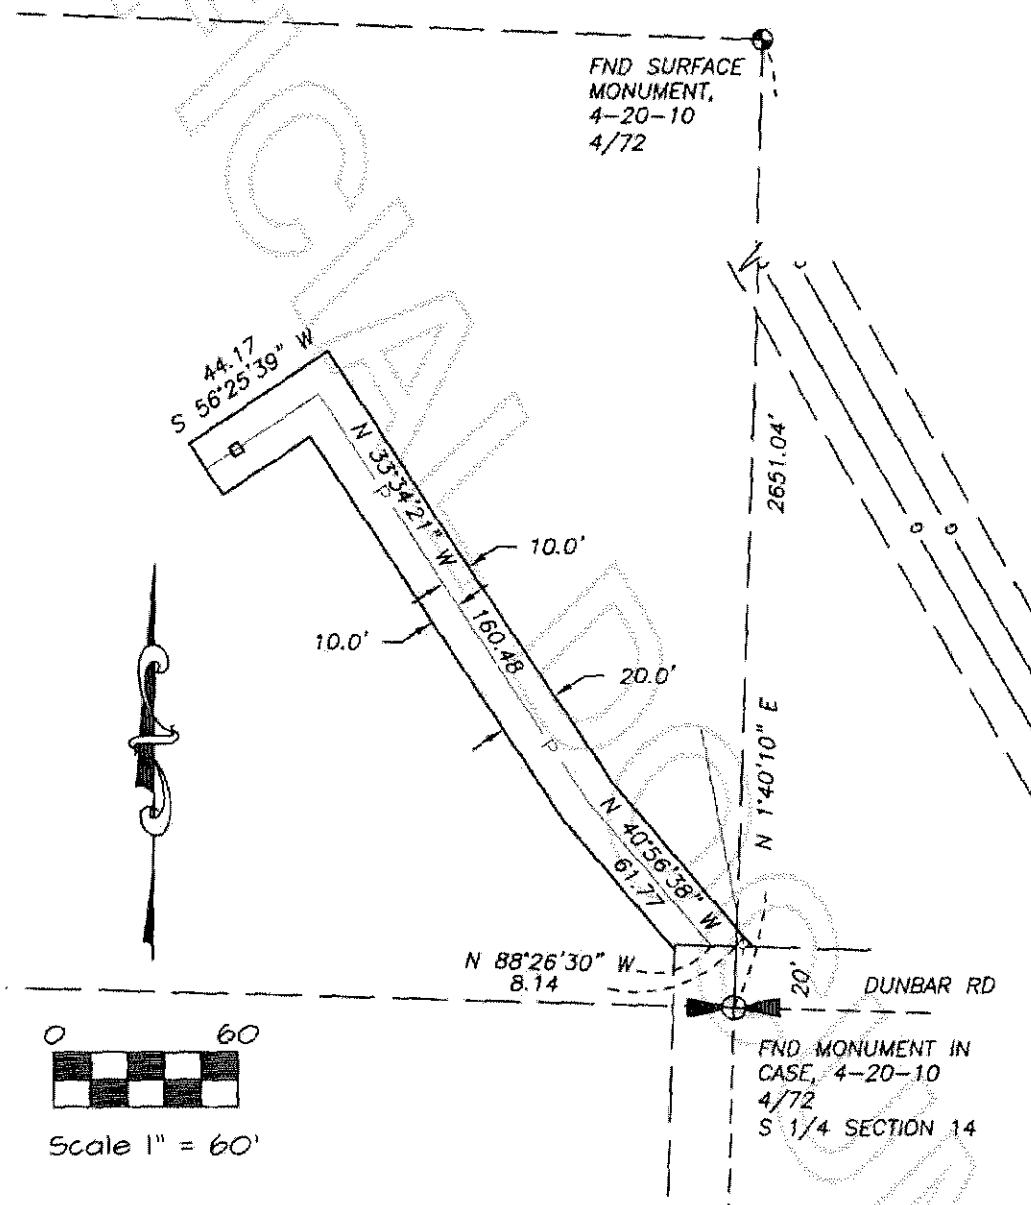 FND SURFACE
MONUMENT,
4-20-10
4/72
44.17
S 56°25'39" W
N 33°34'21" W
P
10.0'
2651.04'
G
G
10.0'
160.48
20.0'
P
N 1°40'10" E
N 40°56'38" W
61.77
N 88°26'30" W
8.14
20'
DUNBAR RD
0 60
FND MONUMENT IN
CASE, 4-20-10
4/72
S 1/4 SECTION 14
Scale 1" = 60'